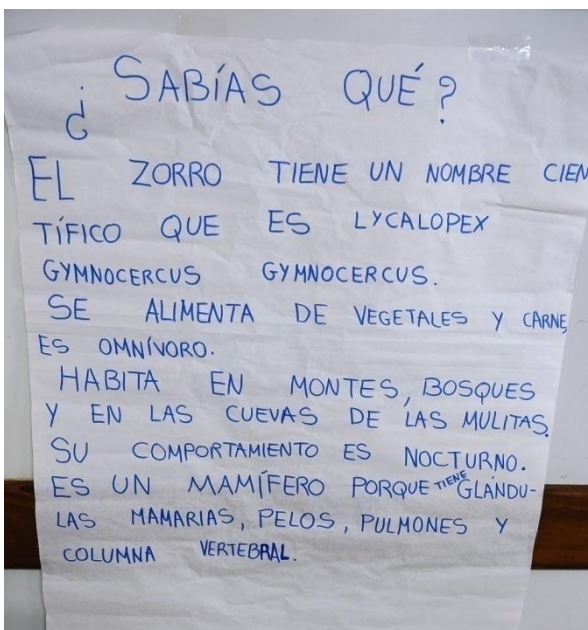 ¿ SABÍAS QUÉ?
EL ZORRO TIENE UN NOMBRE CIEN
TÍFICO QUE ES LYCALOPEX
GYMNOCERCUS GYMNOCERCUS.
SE ALIMENTA DE VEGETALES Y CARNE,
ES OMNÍVORO.
HABITA EN MONTES, BOSQUES
Y EN LAS CUEVAS DE LAS MULITAS.
SU COMPORTAMIENTO ES NOCTURNO.
ES UN MAMÍFERO PORQUE TIENE GLÁNDU-
LAS MAMARIAS, PELOS, PULMONES Y
COLUMNA VERTEBRAL.